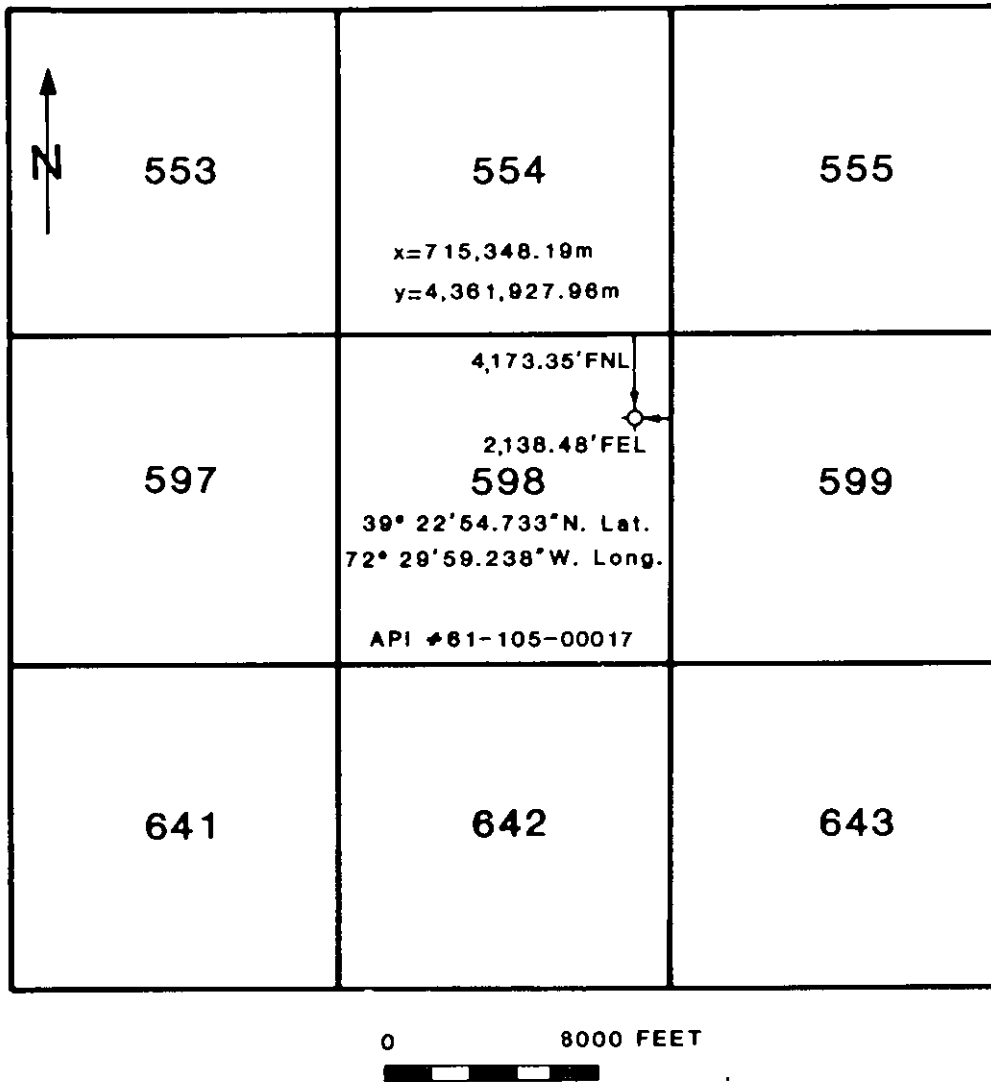 N
553
554
555
x=715,348.19m
y=4,361,927.96m
4,173.35'FNL
2,138.48'FEL
597
598
599
39° 22'54.733"N. Lat.
72° 29'59.238"W. Long.
API #61-105-00017
641
642
643
0 8000 FEET